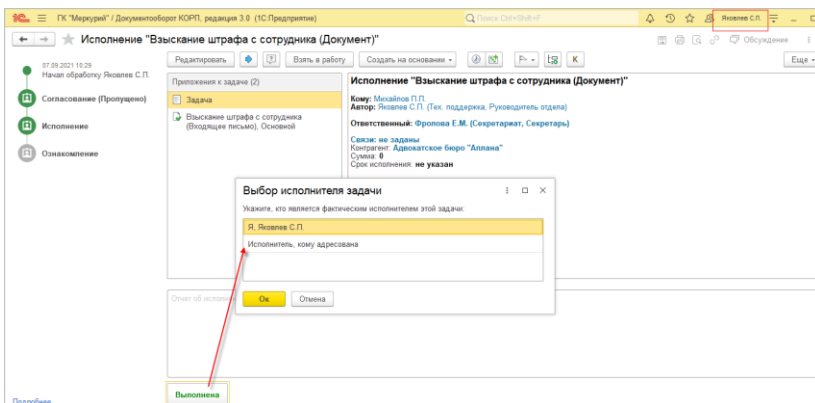 1С ГК "Меркурий" / Документооборот КОРП, редакция 3.0 (1С:Предприятие)
Поиск Ctrl+Shift+F
Яковлев С.П.
Исполнение "Взыскание штрафа с сотрудника (Документ)"
Обсуждение
07.09.2021 10:29
Начал обработку Яковлев С.П.
Согласование (Пропущено)
Исполнение
Ознакомление
Подробнее
Редактировать
Взять в работу
Создать на основании
К
Еще
Приложения к задаче (2)
Задача
Взыскание штрафа с сотрудника
(Входящее письмо), Основной
Исполнение "Взыскание штрафа с сотрудника (Документ)"
Кому: Михайлов П.П.
Автор: Яковлев С.П. (Тех. поддержка, Руководитель отдела)
Ответственный: Фролова Е.М. (Секретариат, Секретарь)
Связи: не заданы
Контрагент: Адвокатское бюро "Аплана"
Сумма: 0
Срок исполнения: не указан
Выбор исполнителя задачи
Укажите, кто является фактическим исполнителем этой задачи:
Я, Яковлев С.П.
Исполнитель, кому адресована
Ок
Отмена
Отчет об исполн
Выполнена